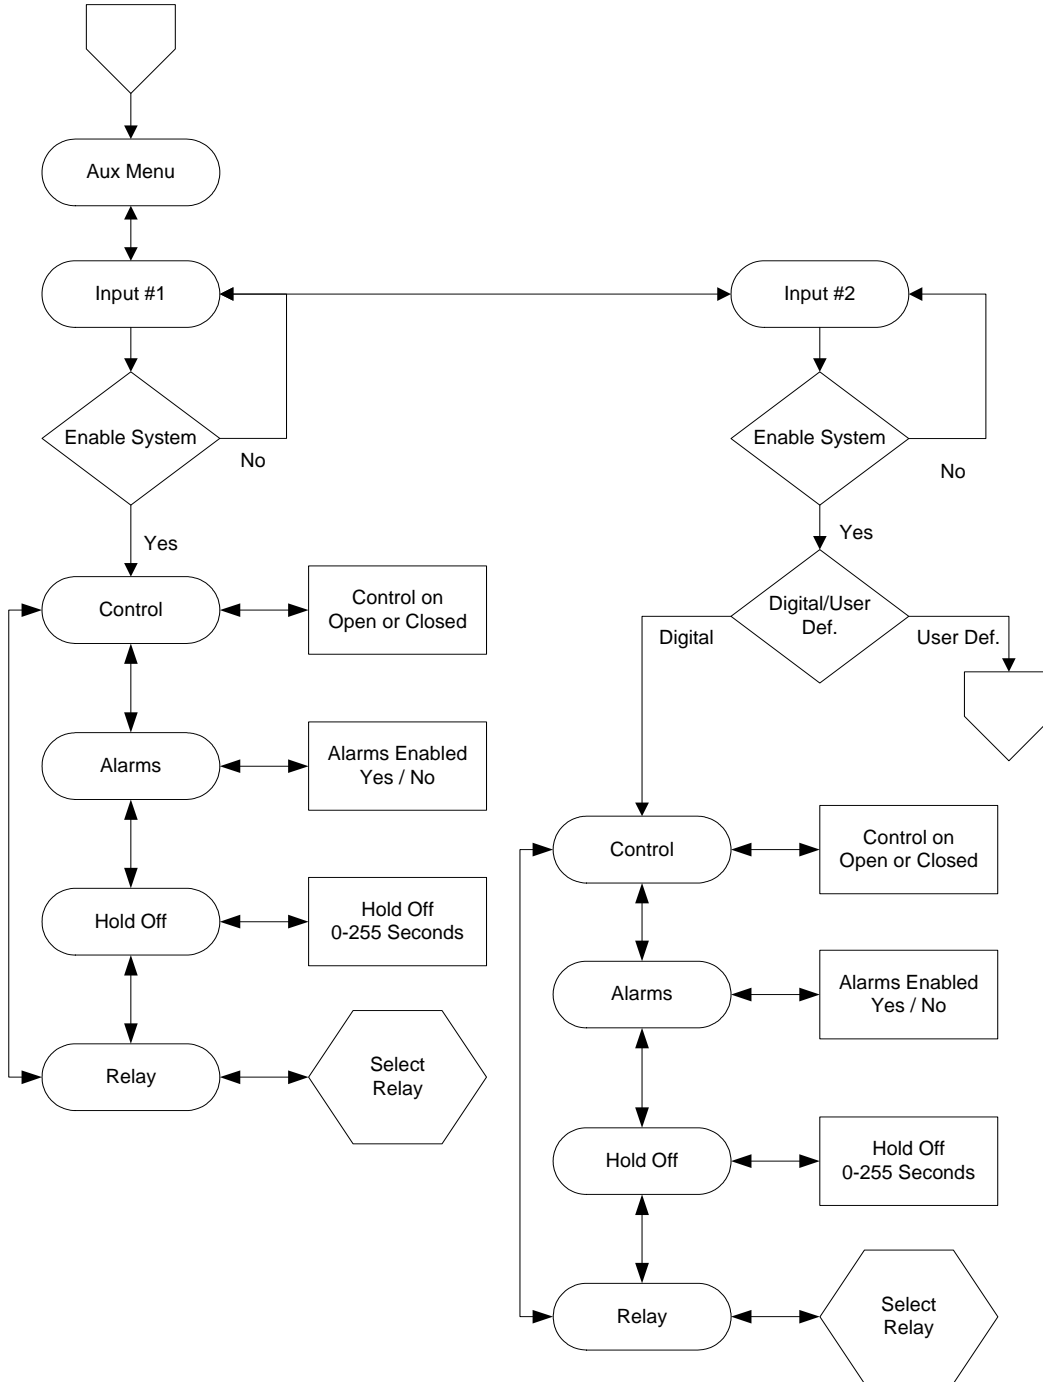 Aux Menu
Input #1
Input #2
Enable System
No
Yes
Enable System
No
Yes
Control
Control on
Open or Closed
Alarms
Alarms Enabled
Yes / No
Hold Off
Hold Off
0-255 Seconds
Relay
Select
Relay
Digital/User
Def.
Digital
User Def.
Control
Control on
Open or Closed
Alarms
Alarms Enabled
Yes / No
Hold Off
Hold Off
0-255 Seconds
Relay
Select
Relay